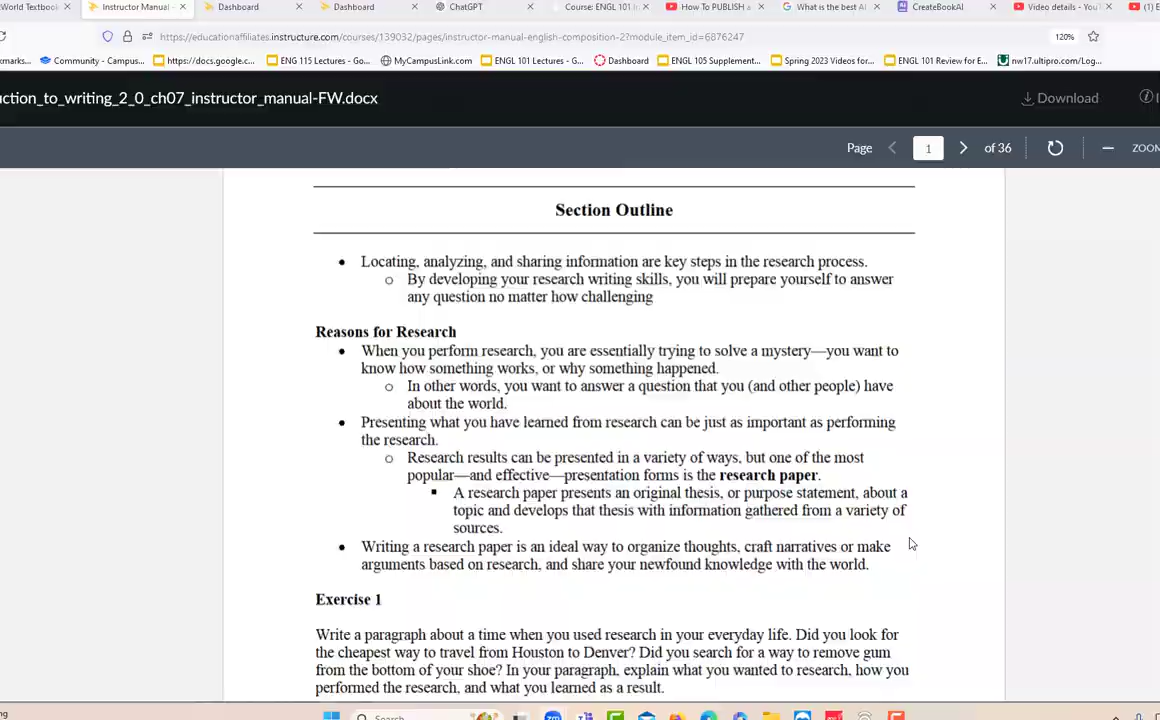 World Textbook
Instructor Manual -
Dashboard
Dashboard
ChatGPT
Course: ENGL 101
How To PUBLISH a
What is the best AI
CreateBookAI
Video details - You
https://educationaffiliates.instructure.com/courses/139032/pages/instructor-manual-english-composition-2?module_item_id=6876247
120%
Community - Campus...
https://docs.google.c...
ENG 115 Lectures - Go...
MyCampusLink.com
ENGL 101 Lectures - G...
Dashboard
ENGL 105 Supplement...
Spring 2023 Videos for...
ENGL 101 Review for E...
nw17.ultipro.com/Log...
uction_to_writing_2_0_ch07_instructor_manual-FW.docx
Download
Page 1 of 36
ZOOM
Section Outline
• Locating, analyzing, and sharing information are key steps in the research process.
o By developing your research writing skills, you will prepare yourself to answer
any question no matter how challenging
Reasons for Research
• When you perform research, you are essentially trying to solve a mystery—you want to
know how something works, or why something happened.
o In other words, you want to answer a question that you (and other people) have
about the world.
• Presenting what you have learned from research can be just as important as performing
the research.
o Research results can be presented in a variety of ways, but one of the most
popular—and effective—presentation forms is the research paper.
▪ A research paper presents an original thesis, or purpose statement, about a
topic and develops that thesis with information gathered from a variety of
sources.
• Writing a research paper is an ideal way to organize thoughts, craft narratives or make
arguments based on research, and share your newfound knowledge with the world.
Exercise 1
Write a paragraph about a time when you used research in your everyday life. Did you look for
the cheapest way to travel from Houston to Denver? Did you search for a way to remove gum
from the bottom of your shoe? In your paragraph, explain what you wanted to research, how you
performed the research, and what you learned as a result.
Search